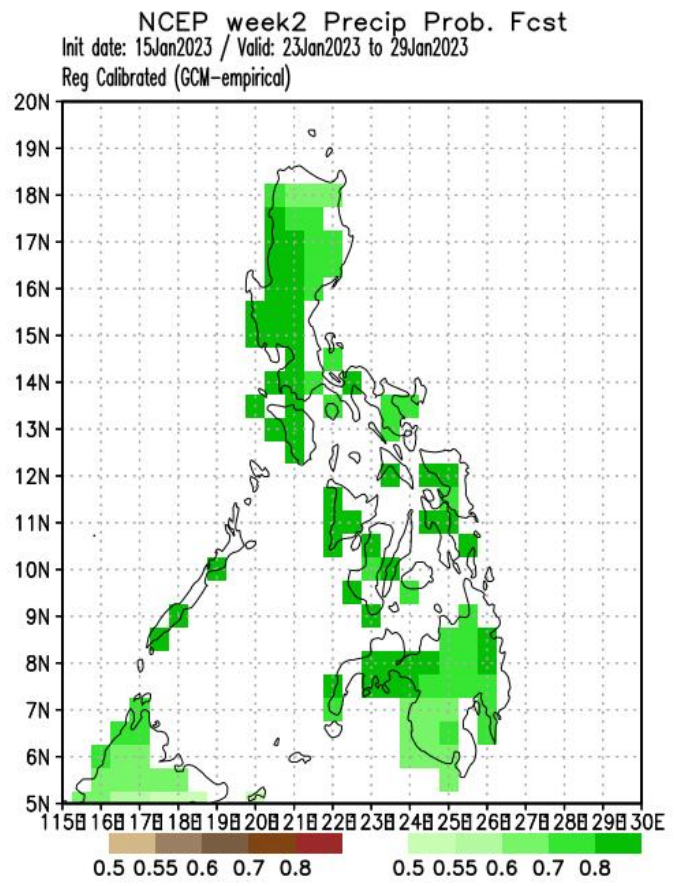 NCEP week2 Precip Prob. Fcst
Init date: 15Jan2023 / Valid: 23Jan2023 to 29Jan2023
Reg Calibrated (GCM-empirical)
20N
19N
18N
17N
16N
15N
14N
13N
12N
11N
10N
9N
8N
7N
6N
5N
115E 116E 117E 118E 119E 120E 121E 122E 123E 124E 125E 126E 127E 128E 129E 130E
0.5 0.55 0.6 0.7 0.8 0.5 0.55 0.6 0.7 0.8